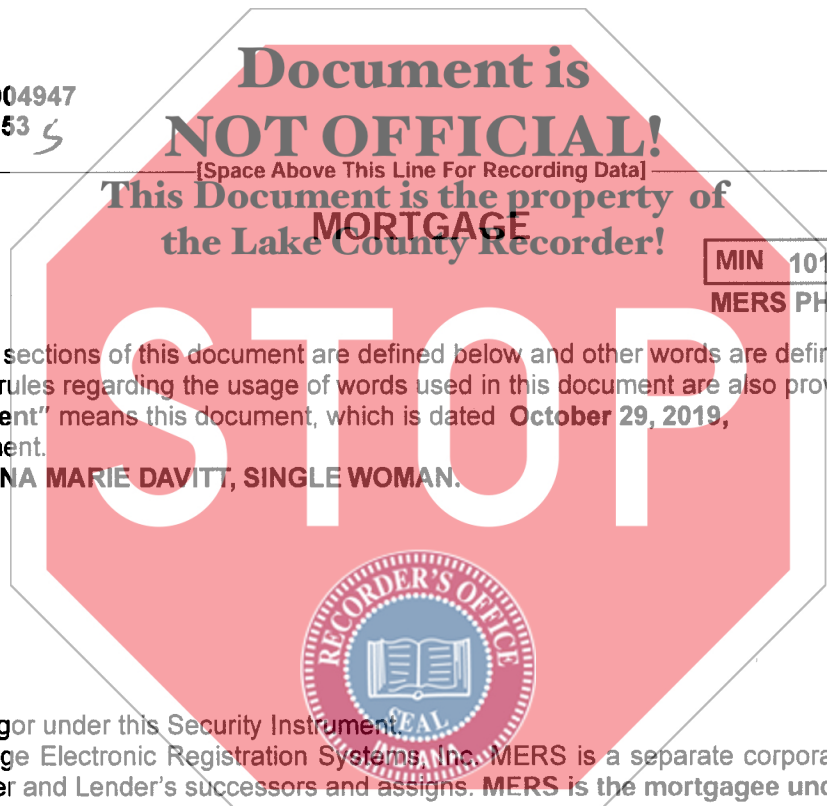 Document is
04947
NOT OFFICIAL!
53 S
[Space Above This Line For Recording Data]
This Document is the property of
MORTGAGE
the Lake County Recorder!
MIN 101
MERS PH
STOP
sections of this document are defined below and other words are defin
rules regarding the usage of words used in this document are also prov
ent" means this document, which is dated October 29, 2019,
ent.
NA MARIE DAVITT, SINGLE WOMAN.
RECORDER'S OFFICE
SEAL
INDIANA
gor under this Security Instrument.
ge Electronic Registration Systems, Inc. MERS is a separate corpora
er and Lender's successors and assigns. MERS is the mortgagee und